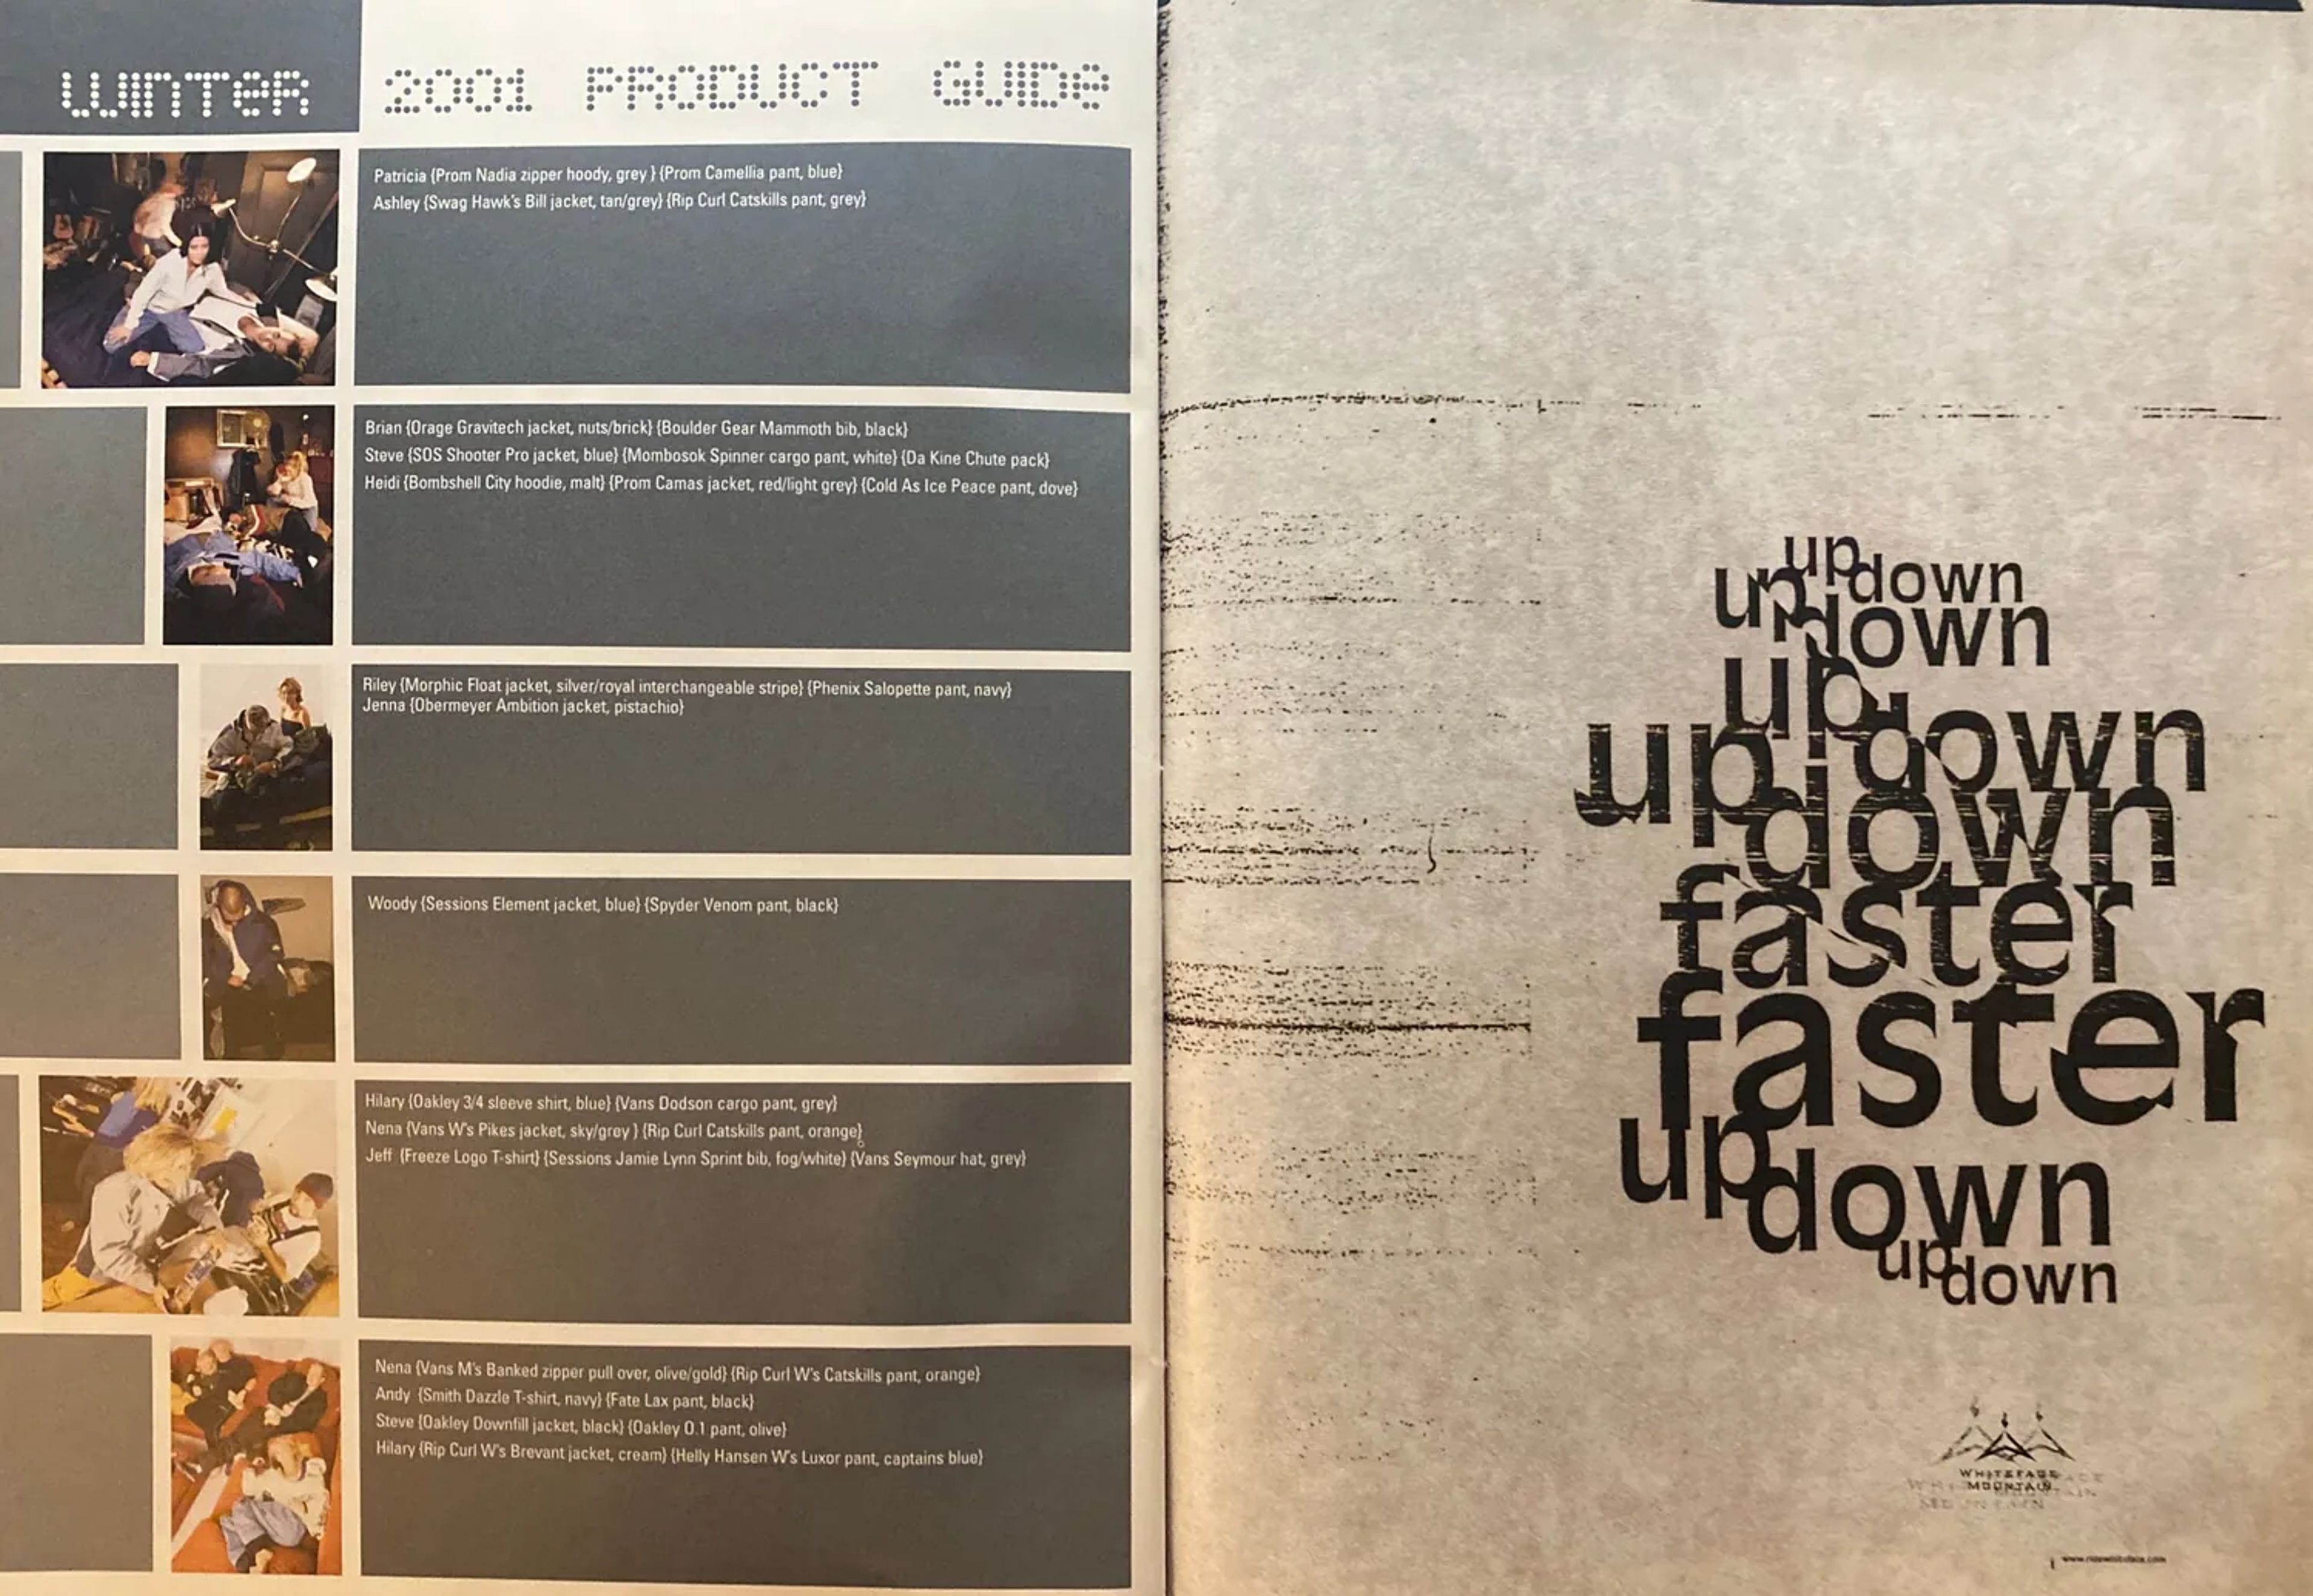 WINTER 2001 PRODUCT GUIDE
Patricia {Prom Nadia zipper hoody, grey } {Prom Camellia pant, blue}
Ashley {Swag Hawk's Bill jacket, tan/grey} {Rip Curl Catskills pant, grey}
Brian {Orage Gravitech jacket, nuts/brick} {Boulder Gear Mammoth bib, black}
Steve {SOS Shooter Pro jacket, blue} {Mombosok Spinner cargo pant, white} {Da Kine Chute pack}
Heidi {Bombshell City hoodie, malt} {Prom Camas jacket, red/light grey} {Cold As Ice Peace pant, dove}
Riley {Morphic Float jacket, silver/royal interchangeable stripe} {Phenix Salopette pant, navy}
Jenna {Obermeyer Ambition jacket, pistachio}
Woody {Sessions Element jacket, blue} {Spyder Venom pant, black}
Hilary {Oakley 3/4 sleeve shirt, blue} {Vans Dodson cargo pant, grey}
Nena {Vans W's Pikes jacket, sky/grey } {Rip Curl Catskills pant, orange}
Jeff {Freeze Logo T-shirt} {Sessions Jamie Lynn Sprint bib, fog/white} {Vans Seymour hat, grey}
Nena {Vans M's Banked zipper pull over, olive/gold} {Rip Curl W's Catskills pant, orange}
Andy {Smith Dazzle T-shirt, navy} {Fate Lax pant, black}
Steve {Oakley Downfill jacket, black} {Oakley 0.1 pant, olive}
Hilary {Rip Curl W's Brevant jacket, cream} {Helly Hansen W's Luxor pant, captains blue}
up down
up down
up down
up down
faster
faster
up down
up down
WHITEFACE
MOUNTAIN
www.ridewhiteface.com